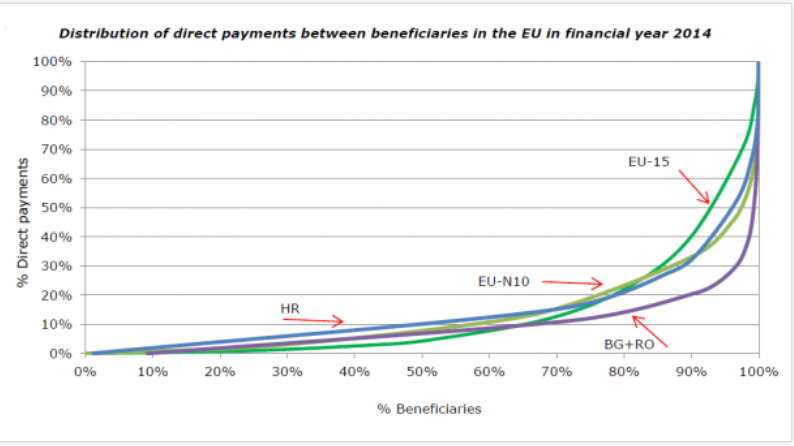 Distribution of direct payments between beneficiaries in the EU in financial year 2014
100%
90%
80%
70%
60%
50%
40%
30%
20%
10%
0%
% Direct payments
EU-15
EU-N10
HR
BG+RO
0% 10% 20% 30% 40% 50% 60% 70% 80% 90% 100%
% Beneficiaries